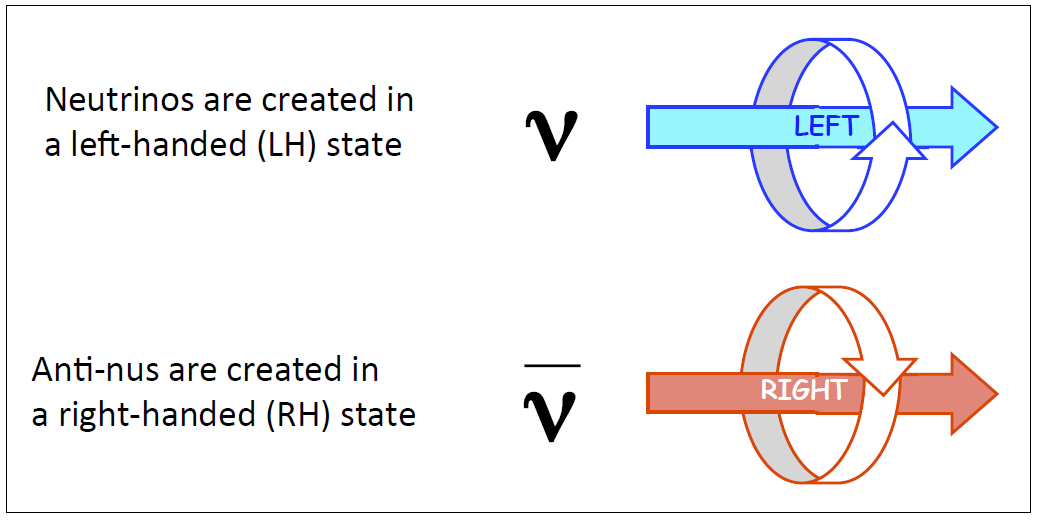 Neutrinos are created in
a left-handed (LH) state
ν
LEFT
Anti-nus are created in
a right-handed (RH) state
ν̅
RIGHT